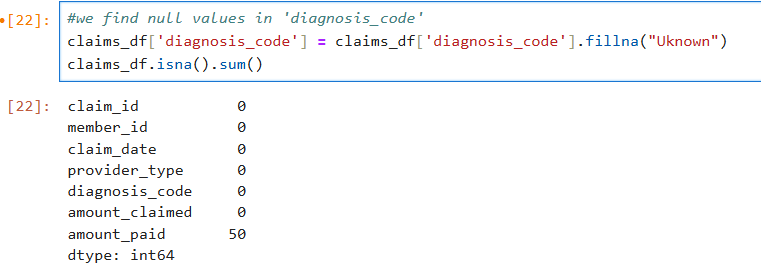 [22]: #we find null values in 'diagnosis_code'
claims_df['diagnosis_code'] = claims_df['diagnosis_code'].fillna("Uknown")
claims_df.isna().sum()
[22]: claim_id 0
member_id 0
claim_date 0
provider_type 0
diagnosis_code 0
amount_claimed 0
amount_paid 50
dtype: int64